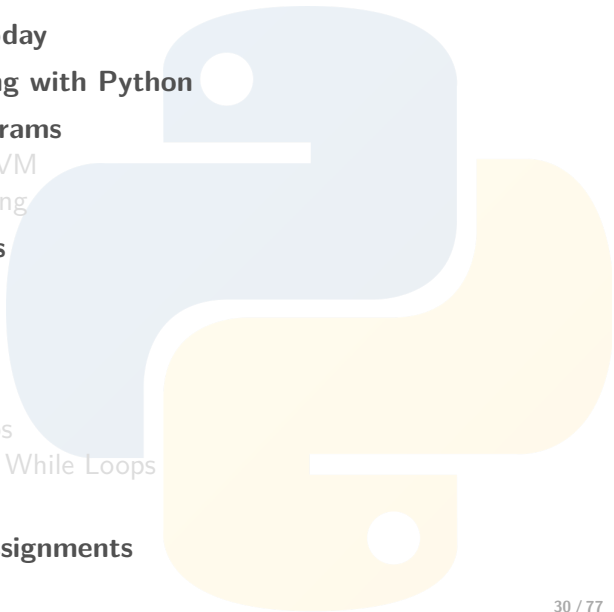 day
g with Python
rams
VM
ng
s
s
While Loops
signments
30 / 77